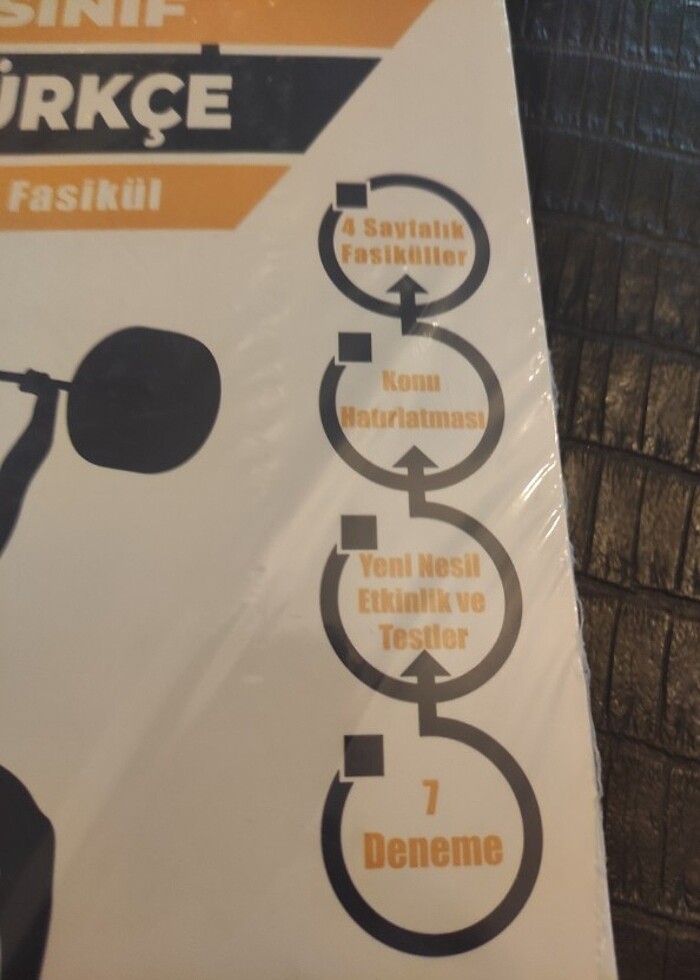 SINIF
ÜRKÇE
Fasikül
4 Sayfalık
Fasiküller
Konu
Hatırlatması
Yeni Nesil
Etkinlik ve
Testler
7
Deneme